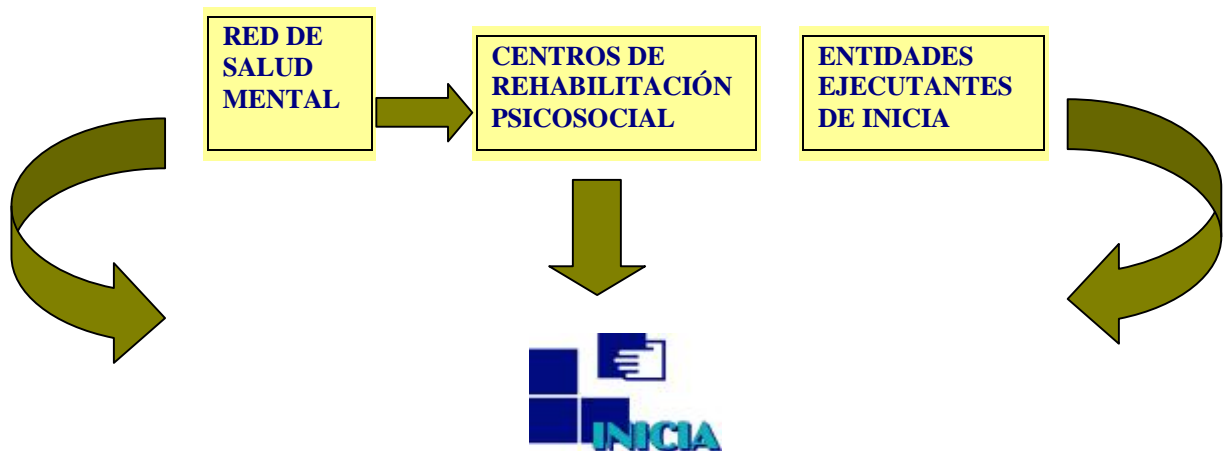 RED DE
SALUD
MENTAL
CENTROS DE
REHABILITACIÓN
PSICOSOCIAL
ENTIDADES
EJECUTANTES
DE INICIA
INICIA